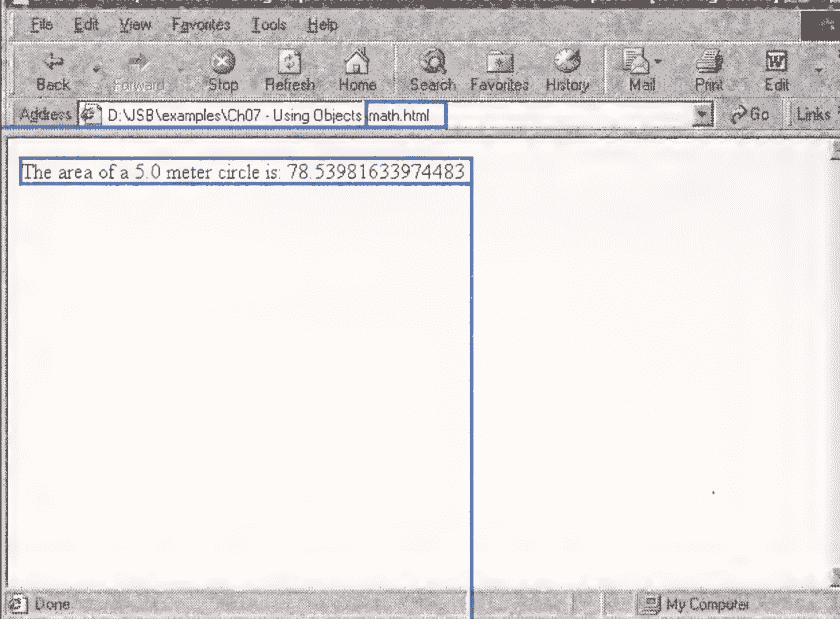 File Edit View Favorites Tools Help
Back Forward Stop Refresh Home Search Favorites History Mail Print Edit
Address D:\JSB\examples\Ch07 - Using Objects math.html Go Links
The area of a 5.0 meter circle is: 78.53981633974483
Done My Computer